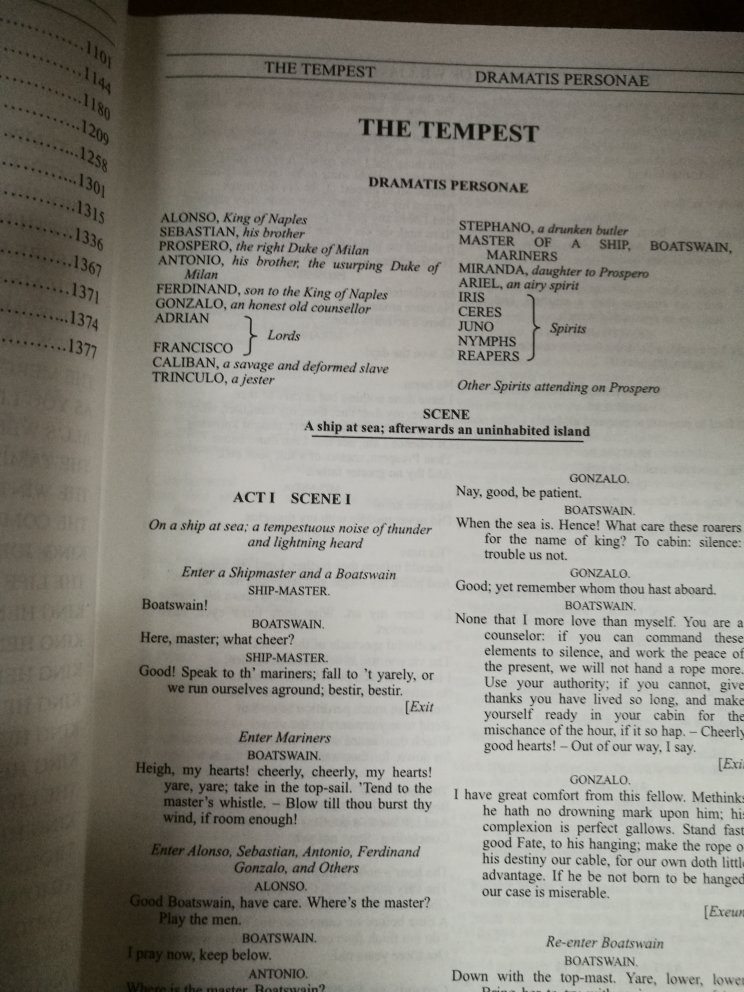 .......1101
.......1144
.......1180
.......1209
.......1258
.......1301
.......1315
.......1336
.......1367
.......1371
.......1374
.......1377
THE TEMPEST DRAMATIS PERSONAE
THE TEMPEST
DRAMATIS PERSONAE
ALONSO, King of Naples
SEBASTIAN, his brother
PROSPERO, the right Duke of Milan
ANTONIO, his brother, the usurping Duke of
Milan
FERDINAND, son to the King of Naples
GONZALO, an honest old counsellor
ADRIAN
Lords
FRANCISCO
CALIBAN, a savage and deformed slave
TRINCULO, a jester
STEPHANO, a drunken butler
MASTER OF A SHIP, BOATSWAIN,
MARINERS
MIRANDA, daughter to Prospero
ARIEL, an airy spirit
IRIS
CERES
JUNO Spirits
NYMPHS
REAPERS
Other Spirits attending on Prospero
SCENE
A ship at sea; afterwards an uninhabited island
ACT I SCENE I
On a ship at sea; a tempestuous noise of thunder
and lightning heard
Enter a Shipmaster and a Boatswain
SHIP-MASTER.
Boatswain!
BOATSWAIN.
Here, master; what cheer?
SHIP-MASTER.
Good! Speak to th' mariners; fall to 't yarely, or
we run ourselves aground; bestir, bestir.
[Exit
Enter Mariners
BOATSWAIN.
Heigh, my hearts! cheerly, cheerly, my hearts!
yare, yare; take in the top-sail. 'Tend to the
master's whistle. – Blow till thou burst thy
wind, if room enough!
Enter Alonso, Sebastian, Antonio, Ferdinand
Gonzalo, and Others
ALONSO.
Good Boatswain, have care. Where's the master?
Play the men.
BOATSWAIN.
I pray now, keep below.
ANTONIO.
Where is the master, Boatswain?
GONZALO.
Nay, good, be patient.
BOATSWAIN.
When the sea is. Hence! What care these roarers
for the name of king? To cabin: silence:
trouble us not.
GONZALO.
Good; yet remember whom thou hast aboard.
BOATSWAIN.
None that I more love than myself. You are a
counselor: if you can command these
elements to silence, and work the peace of
the present, we will not hand a rope more.
Use your authority; if you cannot, give
thanks you have lived so long, and make
yourself ready in your cabin for the
mischance of the hour, if it so hap. – Cheerly
good hearts! – Out of our way, I say.
[Exi
GONZALO.
I have great comfort from this fellow. Methinks
he hath no drowning mark upon him; his
complexion is perfect gallows. Stand fast
good Fate, to his hanging; make the rope o
his destiny our cable, for our own doth little
advantage. If he be not born to be hanged
our case is miserable.
[Exeun
Re-enter Boatswain
BOATSWAIN.
Down with the top-mast. Yare, lower, lower